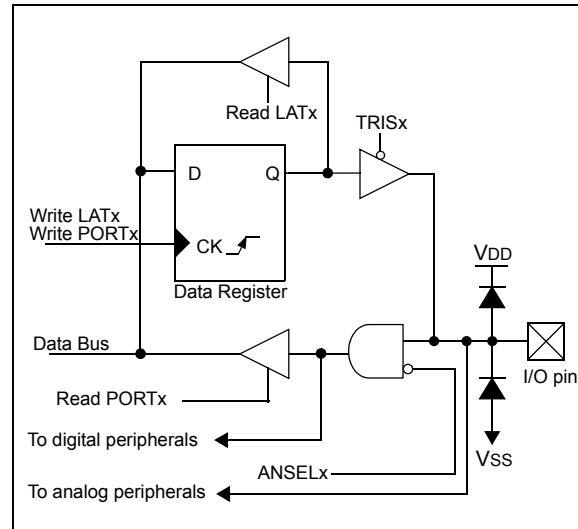 Read LATx
TRISx
D Q
Write LATx
Write PORTx
CK
Data Register
VDD
Data Bus
I/O pin
Read PORTx
To digital peripherals
VSS
ANSELx
To analog peripherals